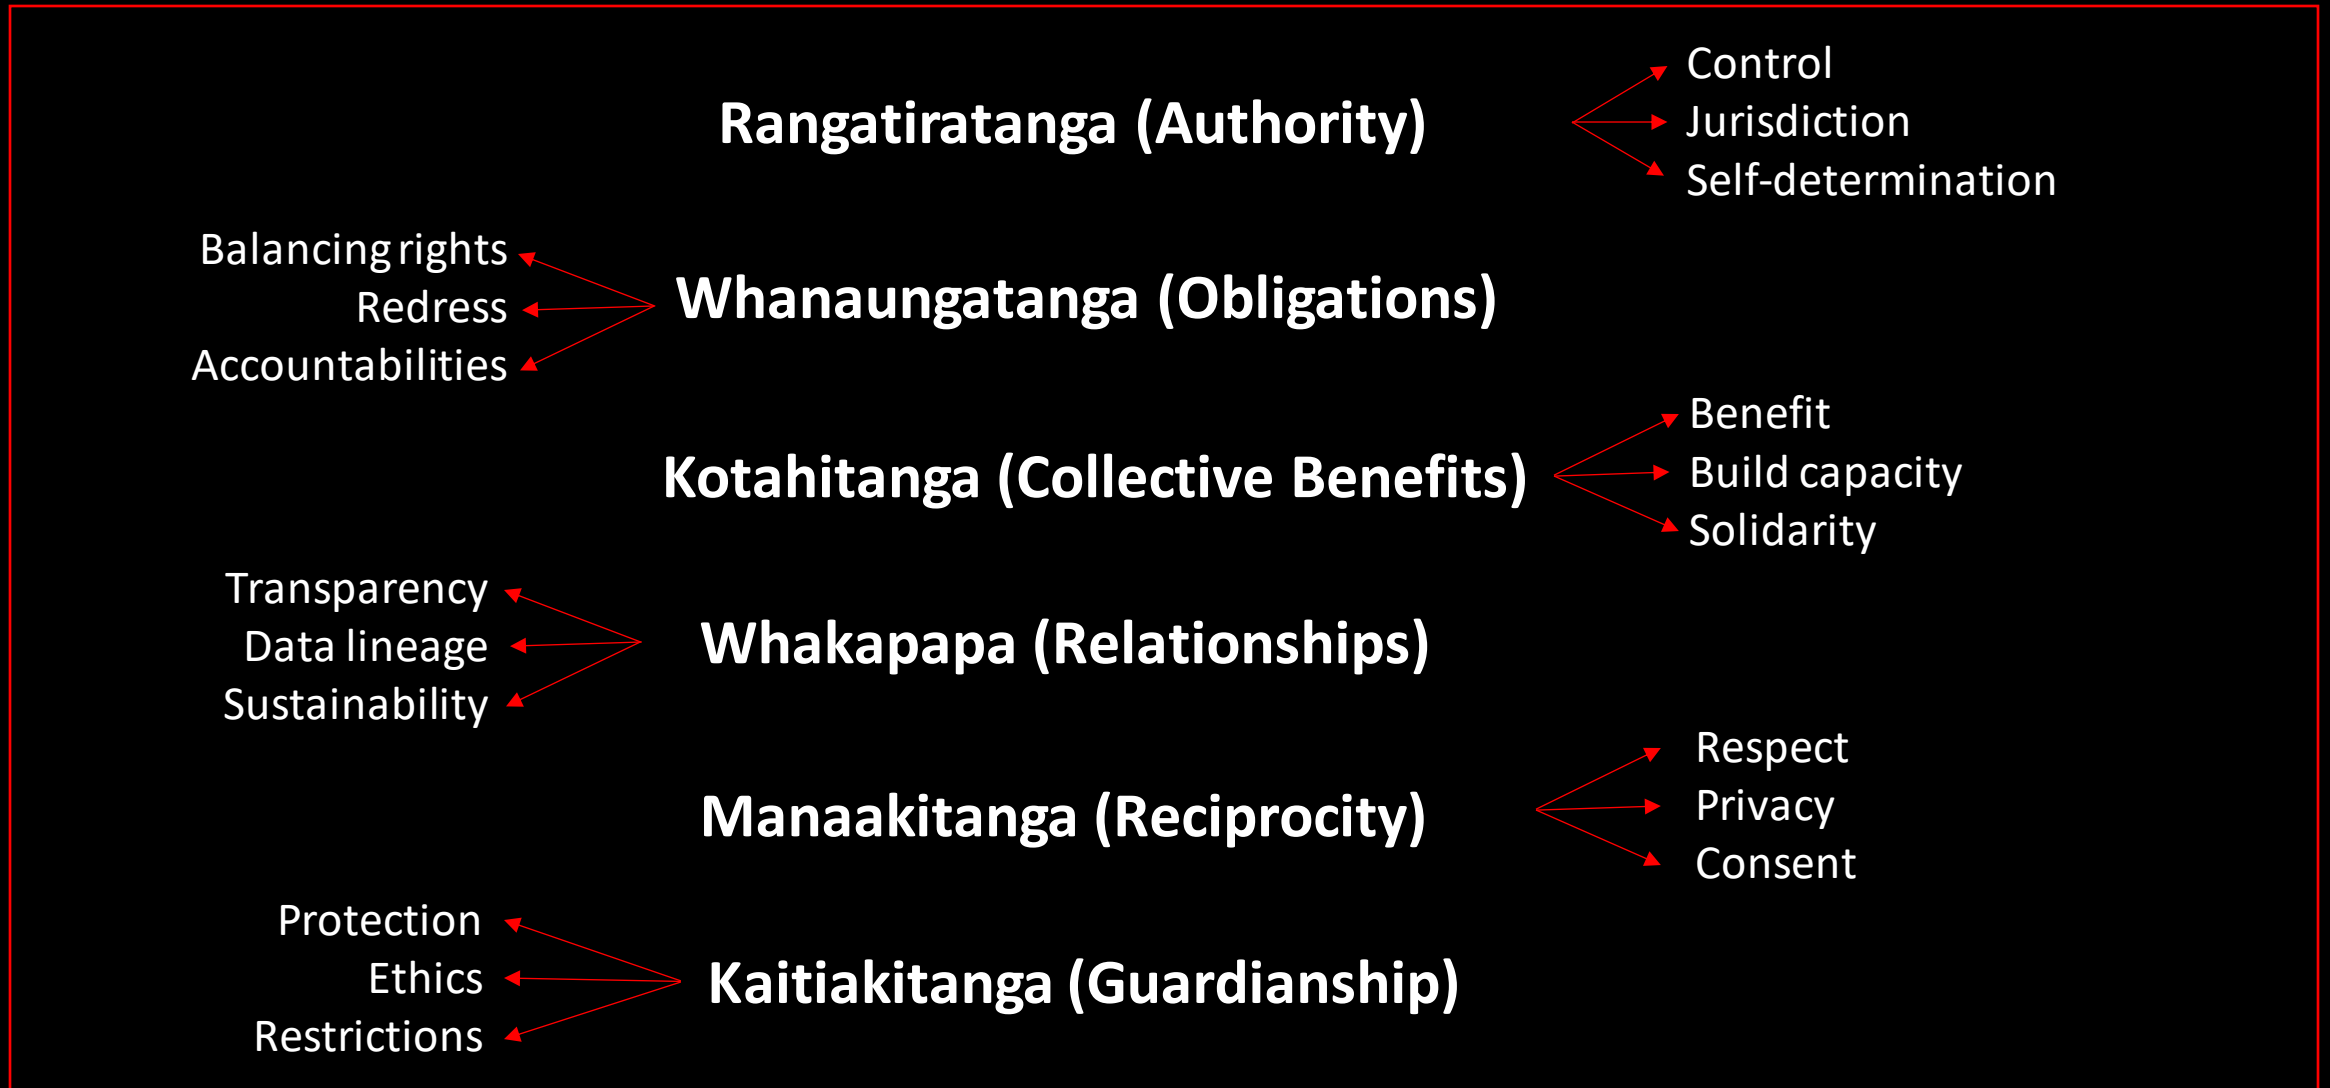 Rangatiratanga (Authority)
Control
Jurisdiction
Self-determination
Balancing rights
Redress
Accountabilities
Whanaungatanga (Obligations)
Kotahitanga (Collective Benefits)
Benefit
Build capacity
Solidarity
Transparency
Data lineage
Sustainability
Whakapapa (Relationships)
Manaakitanga (Reciprocity)
Respect
Privacy
Consent
Protection
Ethics
Restrictions
Kaitiakitanga (Guardianship)